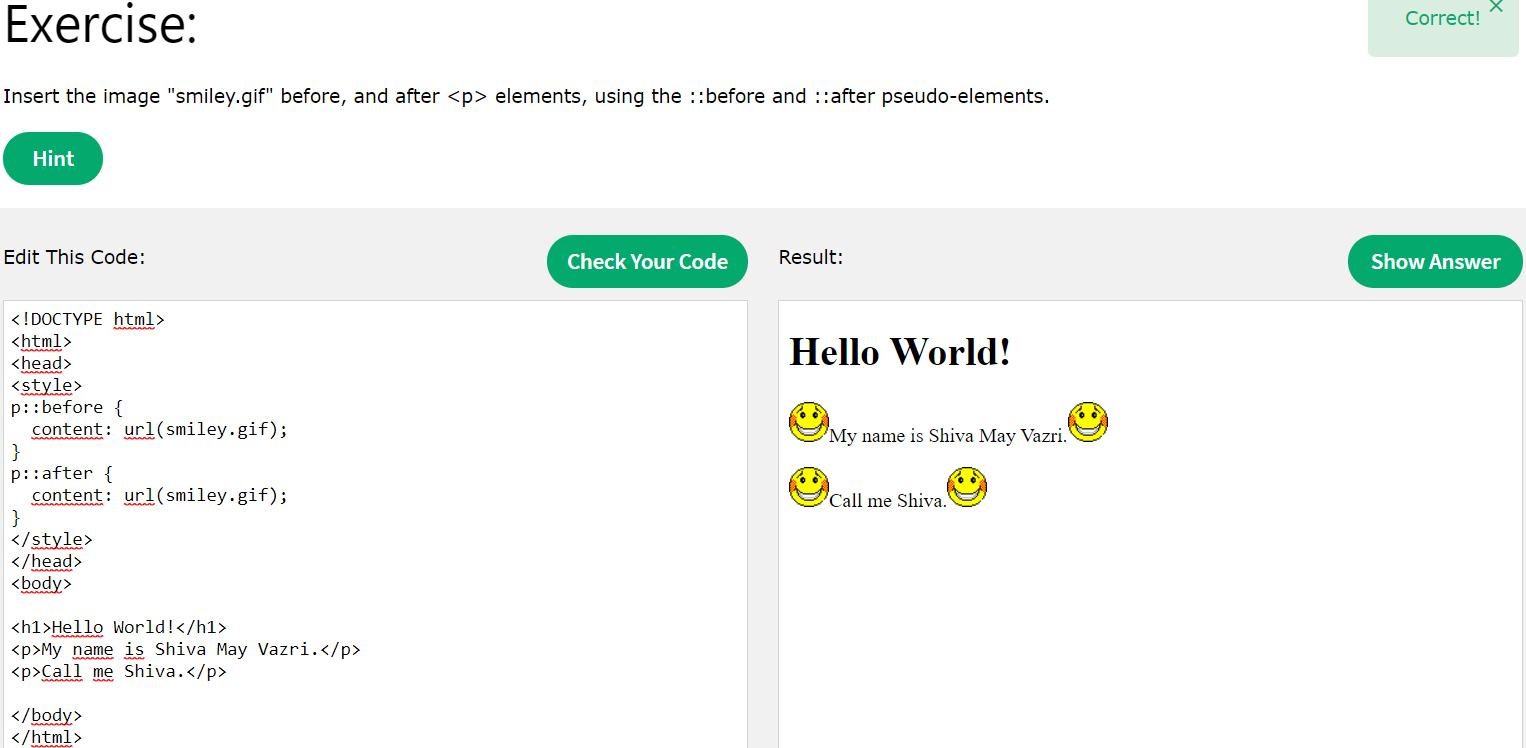 Exercise:
Correct!
×
Insert the image "smiley.gif" before, and after <p> elements, using the ::before and ::after pseudo-elements.
Hint
Edit This Code:
Check Your Code
<!DOCTYPE html>
<html>
<head>
<style>
p::before {
  content: url(smiley.gif);
}
p::after {
  content: url(smiley.gif);
}
</style>
</head>
<body>
<h1>Hello World!</h1>
<p>My name is Shiva May Vazri.</p>
<p>Call me Shiva.</p>
</body>
</html>
Result:
Show Answer
Hello World!
My name is Shiva May Vazri.
Call me Shiva.